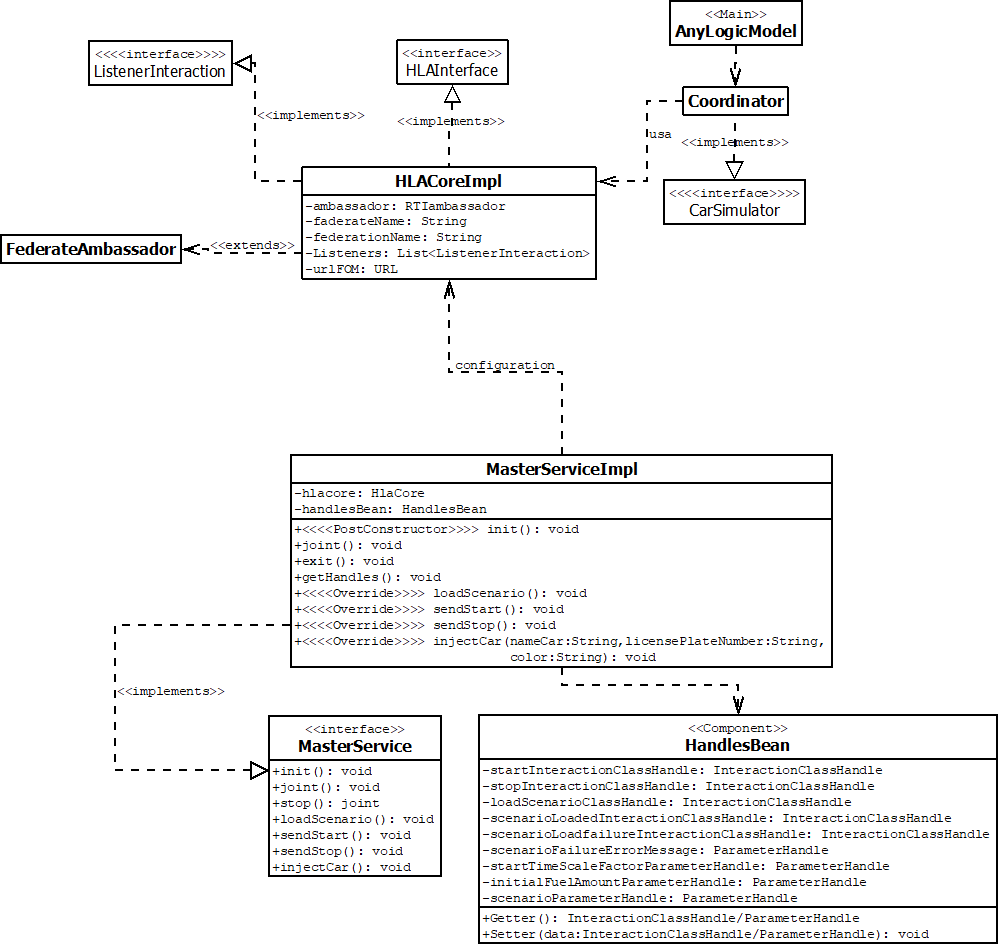 <<Main>>
AnyLogicModel
<<<<interface>>>>
ListenerInteraction
<<interface>>
HLAInterface
Coordinator
<<implements>>
<<implements>>
usa
<<implements>>
<<<<interface>>>>
CarSimulator
HLACoreImpl
-ambassador: RTIambassador
-faderateName: String
-federationName: String
-Listeners: List<ListenerInteraction>
-urlFOM: URL
FederateAmbassador
<<extends>>
configuration
MasterServiceImpl
-hlacore: HlaCore
-handlesBean: HandlesBean
+<<<<PostConstructor>>>> init(): void
+joint(): void
+exit(): void
+getHandles(): void
+<<<<Override>>>> loadScenario(): void
+<<<<Override>>>> sendStart(): void
+<<<<Override>>>> sendStop(): void
+<<<<Override>>>> injectCar(nameCar:String,licensePlateNumber:String,
color:String): void
<<implements>>
<<interface>>
MasterService
+init(): void
+joint(): void
+stop(): joint
+loadScenario(): void
+sendStart(): void
+sendStop(): void
+injectCar(): void
<<Component>>
HandlesBean
-startInteractionClassHandle: InteractionClassHandle
-stopInteractionClassHandle: InteractionClassHandle
-loadScenarioClassHandle: InteractionClassHandle
-scenarioLoadedInteractionClassHandle: InteractionClassHandle
-scenarioLoadfailureInteractionClassHandle: InteractionClassHandle
-scenarioFailureErrorMessage: ParameterHandle
-startTimeScaleFactorParameterHandle: ParameterHandle
-initialFuelAmountParameterHandle: ParameterHandle
-scenarioParameterHandle: ParameterHandle
+Getter(): InteractionClassHandle/ParameterHandle
+Setter(data:InteractionClassHandle/ParameterHandle): void